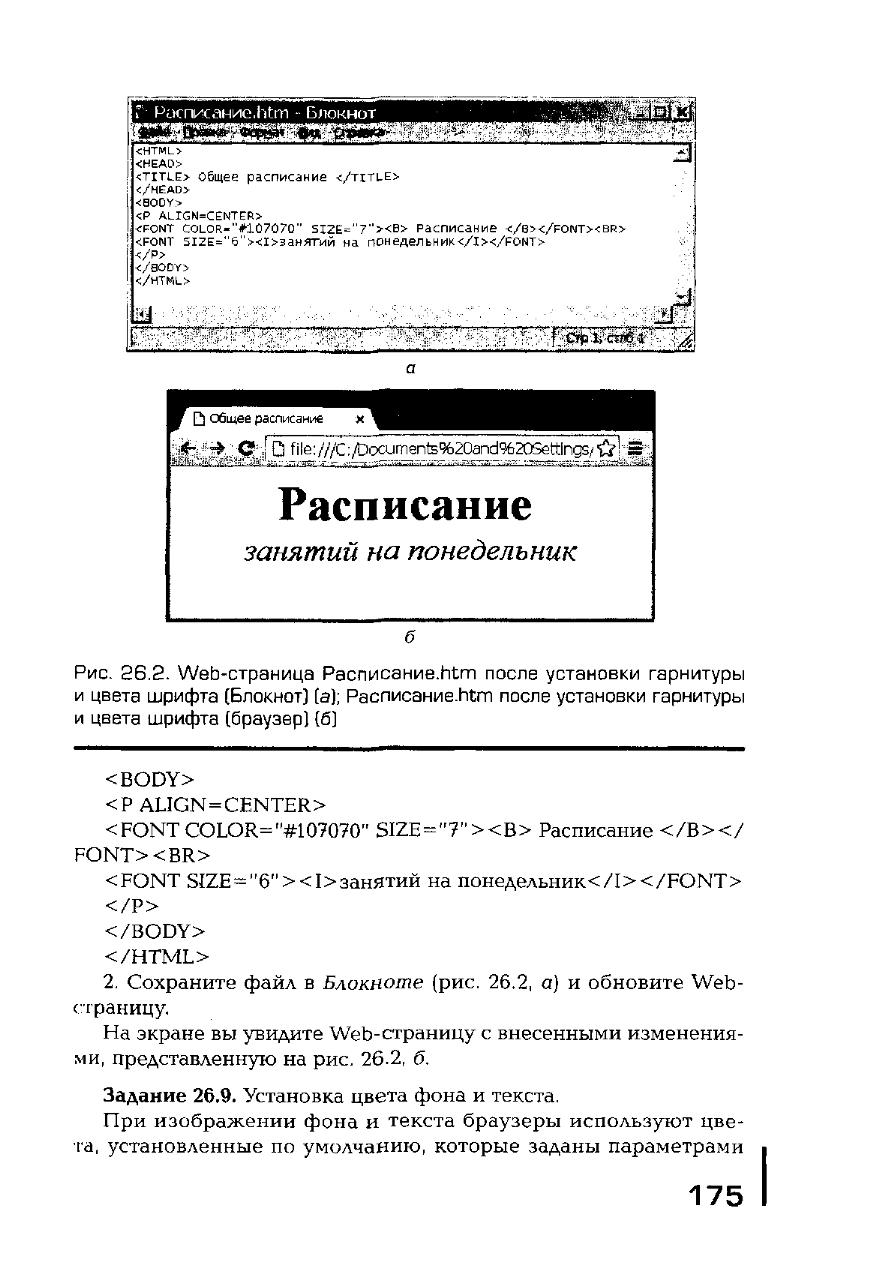 Расписание.htm - Блокнот
Файл Правка Формат Вид Справка
<HTML>
<HEAD>
<TITLE> Общее расписание </TITLE>
</HEAD>
<BODY>
<P ALIGN=CENTER>
<FONT COLOR="#107070" SIZE="7"><B> Расписание </B></FONT><BR>
<FONT SIZE="6"><I>занятий на понедельник</I></FONT>
</P>
</BODY>
</HTML>
Стр 1, стлб 1
а
Общее расписание x
file:///C:/Documents%20and%20Settings/
Расписание
занятий на понедельник
б
Рис. 26.2. Web-страница Расписание.htm после установки гарнитуры
и цвета шрифта (Блокнот) (а); Расписание.htm после установки гарнитуры
и цвета шрифта (браузер) (б)
<BODY>
<P ALIGN=CENTER>
<FONT COLOR="#107070" SIZE="7"><B> Расписание </B></
FONT><BR>
<FONT SIZE="6"><I>занятий на понедельник</I></FONT>
</P>
</BODY>
</HTML>
2. Сохраните файл в Блокноте (рис. 26.2, а) и обновите Web-
страницу.
На экране вы увидите Web-страницу с внесенными изменения-
ми, представленную на рис. 26.2, б.
Задание 26.9. Установка цвета фона и текста.
При изображении фона и текста браузеры используют цве-
та, установленные по умолчанию, которые заданы параметрами
175